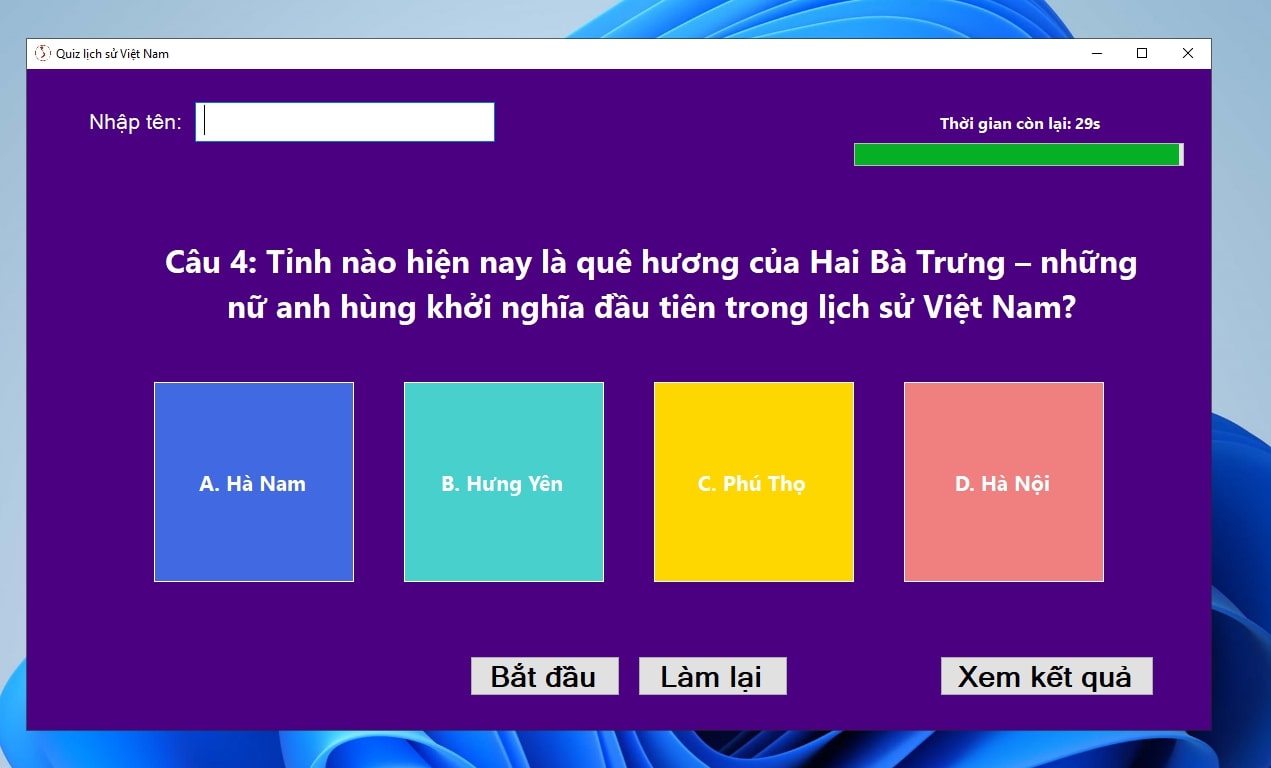 Quiz lịch sử Việt Nam
Nhập tên:
Thời gian còn lại: 29s
Câu 4: Tỉnh nào hiện nay là quê hương của Hai Bà Trưng – những
nữ anh hùng khởi nghĩa đầu tiên trong lịch sử Việt Nam?
A. Hà Nam
B. Hưng Yên
C. Phú Thọ
D. Hà Nội
Bắt đầu
Làm lại
Xem kết quả